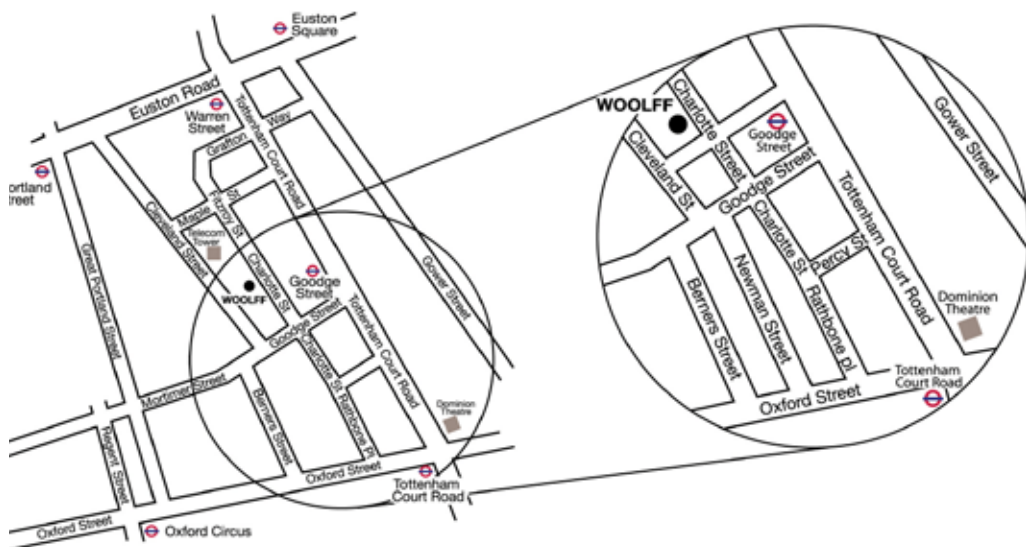 Euston
Square
Euston Road
Warren
Street
Tottenham Court Road
Grafton Way
ortland
treet
Maple St
Fitzroy St
Cleveland Street
Telecom
Tower
Great Portland Street
Charlotte St
WOOLFF
Goodge
Street
Gower Street
Goodge Street
Tottenham Court Road
Mortimer Street
Charlotte St
Rathbone Pl
Berners Street
Dominion
Theatre
Regent Street
Oxford Street
Tottenham
Court Road
Oxford Street
Oxford Circus
WOOLFF
Charlotte Street
Goodge
Street
Gower Street
Cleveland St
Goodge Street
Tottenham Court Road
Charlotte St
Percy St
Newman Street
Berners Street
Rathbone pl
Dominion
Theatre
Tottenham
Court Road
Oxford Street